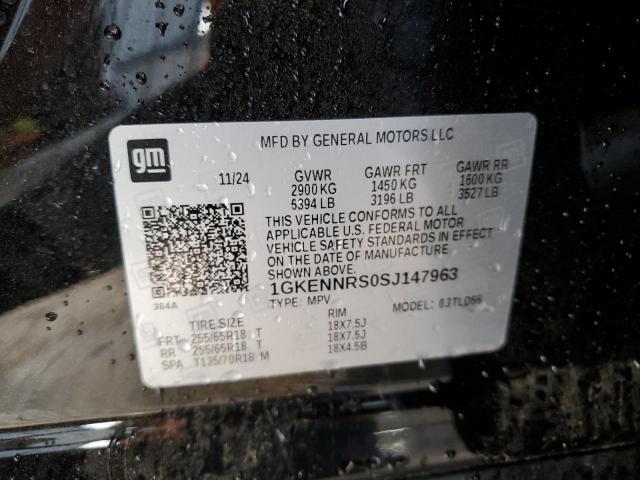 gm
MFD BY GENERAL MOTORS LLC
11/24 GVWR GAWR FRT GAWR RR
2900 KG 1450 KG 1600 KG
6394 LB 3196 LB 3527 LB
THIS VEHICLE CONFORMS TO ALL
APPLICABLE U.S. FEDERAL MOTOR
VEHICLE SAFETY STANDARDS IN EFFECT
ON THE DATE OF MANUFACTURE
SHOWN ABOVE.
384A 1GKENNRS0SJ147963
TYPE: MPV MODEL: 03TLD56
TIRE SIZE RIM
FRT 255/65R18 T 18X7.5J
RR 255/65R18 T 18X7.5J
SPA T135/70R18 M 18X4.5B